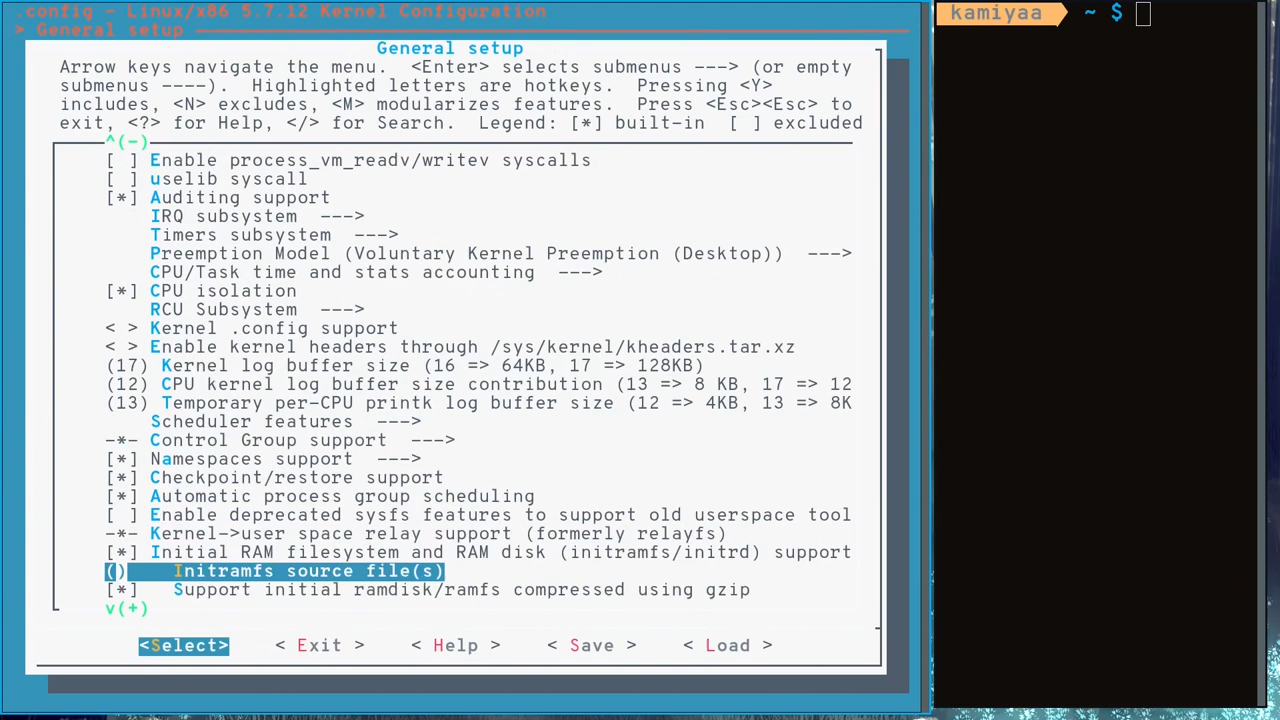 .config - Linux/x86 5.7.12 Kernel Configuration
> General setup
General setup
Arrow keys navigate the menu.  <Enter> selects submenus ---> (or empty
submenus ----).  Highlighted letters are hotkeys.  Pressing <Y>
includes, <N> excludes, <M> modularizes features.  Press <Esc><Esc> to
exit, <?> for Help, </> for Search.  Legend: [*] built-in  [ ] excluded
^(-)
[ ] Enable process_vm_readv/writev syscalls
[ ] uselib syscall
[*] Auditing support
IRQ subsystem  --->
Timers subsystem  --->
Preemption Model (Voluntary Kernel Preemption (Desktop))  --->
CPU/Task time and stats accounting  --->
[*] CPU isolation
RCU Subsystem  --->
< > Kernel .config support
< > Enable kernel headers through /sys/kernel/kheaders.tar.xz
(17) Kernel log buffer size (16 => 64KB, 17 => 128KB)
(12) CPU kernel log buffer size contribution (13 => 8 KB, 17 => 12
(13) Temporary per-CPU printk log buffer size (12 => 4KB, 13 => 8K
Scheduler features  --->
-*- Control Group support  --->
[*] Namespaces support  --->
[*] Checkpoint/restore support
[*] Automatic process group scheduling
[ ] Enable deprecated sysfs features to support old userspace tool
-*- Kernel->user space relay support (formerly relayfs)
[*] Initial RAM filesystem and RAM disk (initramfs/initrd) support
()    Initramfs source file(s)
[*]   Support initial ramdisk/ramfs compressed using gzip
v(+)
<Select>    < Exit >    < Help >    < Save >    < Load >
kamiyaa ~ $